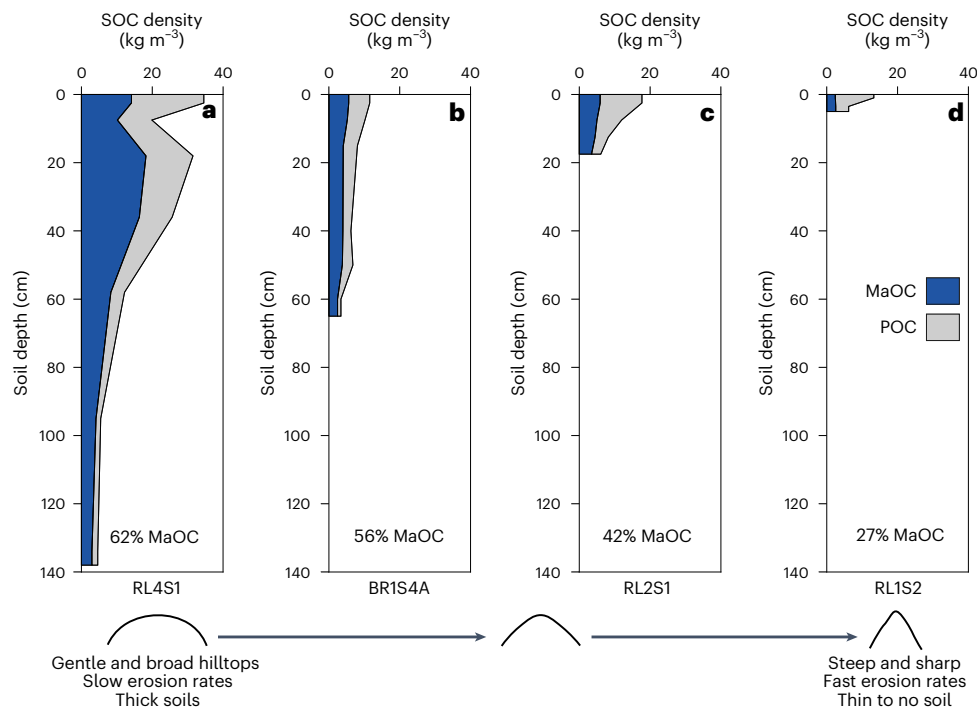 SOC density
(kg m⁻³)
0 20 40
0
20
40
60
80
100
120
140
Soil depth (cm)
a
62% MaOC
RL4S1
SOC density
(kg m⁻³)
0 20 40
0
20
40
60
80
100
120
140
Soil depth (cm)
b
56% MaOC
BR1S4A
SOC density
(kg m⁻³)
0 20 40
0
20
40
60
80
100
120
140
Soil depth (cm)
c
42% MaOC
RL2S1
SOC density
(kg m⁻³)
0 20 40
0
20
40
60
80
100
120
140
Soil depth (cm)
d
MaOC
POC
27% MaOC
RL1S2
Gentle and broad hilltops
Slow erosion rates
Thick soils
Steep and sharp
Fast erosion rates
Thin to no soil